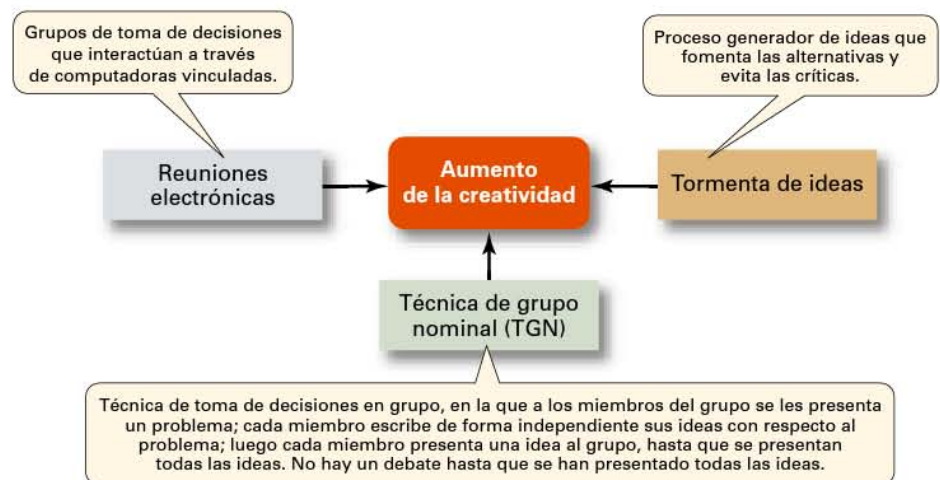 Grupos de toma de decisiones
que interactúan a través
de computadoras vinculadas.
Proceso generador de ideas que
fomenta las alternativas y
evita las críticas.
Reuniones
electrónicas
Aumento
de la creatividad
Tormenta de ideas
Técnica de grupo
nominal (TGN)
Técnica de toma de decisiones en grupo, en la que a los miembros del grupo se les presenta
un problema; cada miembro escribe de forma independiente sus ideas con respecto al
problema; luego cada miembro presenta una idea al grupo, hasta que se presentan
todas las ideas. No hay un debate hasta que se han presentado todas las ideas.